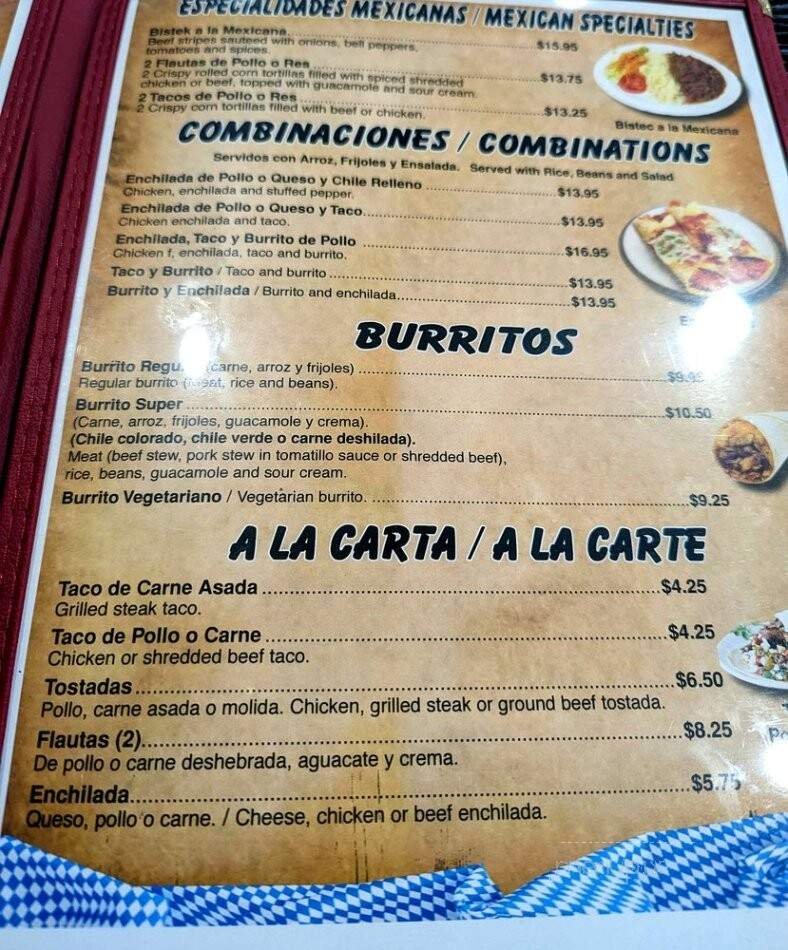 ESPECIALIDADES MEXICANAS / MEXICAN SPECIALTIES
Bistek a la Mexicana $15.95
Beef stripes sauteed with onions, bell peppers,
tomatoes and spices.
2 Flautas de Pollo o Res $13.75
2 Crispy rolled corn tortillas filled with spiced shredded
chicken or beef, topped with guacamole and sour cream.
2 Tacos de Pollo o Res $13.25
2 Crispy corn tortillas filled with beef or chicken.
Bistec a la Mexicana
COMBINACIONES / COMBINATIONS
Servidos con Arroz, Frijoles y Ensalada. Served with Rice, Beans and Salad
Enchilada de Pollo o Queso y Chile Relleno $13.95
Chicken, enchilada and stuffed pepper.
Enchilada de Pollo o Queso y Taco $13.95
Chicken enchilada and taco.
Enchilada, Taco y Burrito de Pollo $16.95
Chicken f, enchilada, taco and burrito.
Taco y Burrito / Taco and burrito $13.95
Burrito y Enchilada / Burrito and enchilada $13.95
BURRITOS
Burrito (carne, arroz y frijoles)
Regular burrito (meat, rice and beans).
Burrito Super $10.50
(Carne, arroz, frijoles, guacamole y crema).
(Chile colorado, chile verde o carne deshilada).
Meat (beef stew, pork stew in tomatillo sauce or shredded beef),
rice, beans, guacamole and sour cream.
Burrito Vegetariano / Vegetarian burrito. $9.25
A LA CARTA / A LA CARTE
Taco de Carne Asada $4.25
Grilled steak taco.
Taco de Pollo o Carne $4.25
Chicken or shredded beef taco.
Tostadas $6.50
Pollo, carne asada o molida. Chicken, grilled steak or ground beef tostada.
Flautas (2) $8.25
De pollo o carne deshebrada, aguacate y crema.
Enchilada $5.75
Queso, pollo o carne. / Cheese, chicken or beef enchilada.